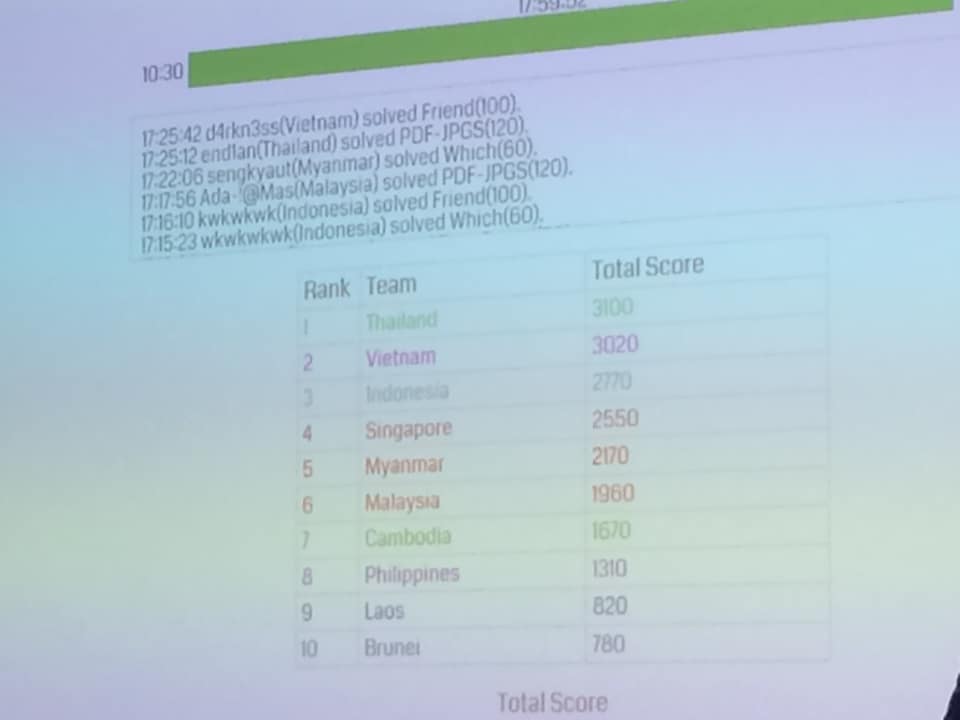 17:59:52
10:30
17:25:42 d4rkn3ss(Vietnam) solved Friend(100).
17:25:12 endlan(Thailand) solved PDF-JPGS(120).
17:22:06 sengkyaut(Myanmar) solved Which(60).
17:17:56 Ada-!@Mas(Malaysia) solved PDF-JPGS(120).
17:16:10 kwkwkwk(Indonesia) solved Friend(100).
17:15:23 wkwkwkwk(Indonesia) solved Which(60).
Rank Team Total Score
1 Thailand 3100
2 Vietnam 3020
3 Indonesia 2770
4 Singapore 2550
5 Myanmar 2170
6 Malaysia 1960
7 Cambodia 1670
8 Philippines 1310
9 Laos 820
10 Brunei 780
Total Score